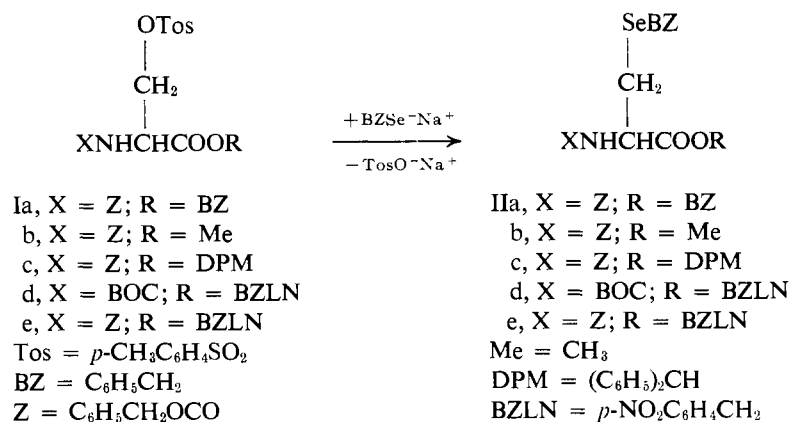 OTos SeBZ
CH₂ CH₂
+BZSe⁻Na⁺
XNHCHCOOR XNHCHCOOR
−TosO⁻Na⁺
Ia, X = Z; R = BZ
b, X = Z; R = Me
c, X = Z; R = DPM
d, X = BOC; R = BZLN
e, X = Z; R = BZLN
Tos = p-CH₃C₆H₄SO₂
BZ = C₆H₅CH₂
Z = C₆H₅CH₂OCO
IIa, X = Z; R = BZ
b, X = Z; R = Me
c, X = Z; R = DPM
d, X = BOC; R = BZLN
e, X = Z; R = BZLN
Me = CH₃
DPM = (C₆H₅)₂CH
BZLN = p-NO₂C₆H₄CH₂